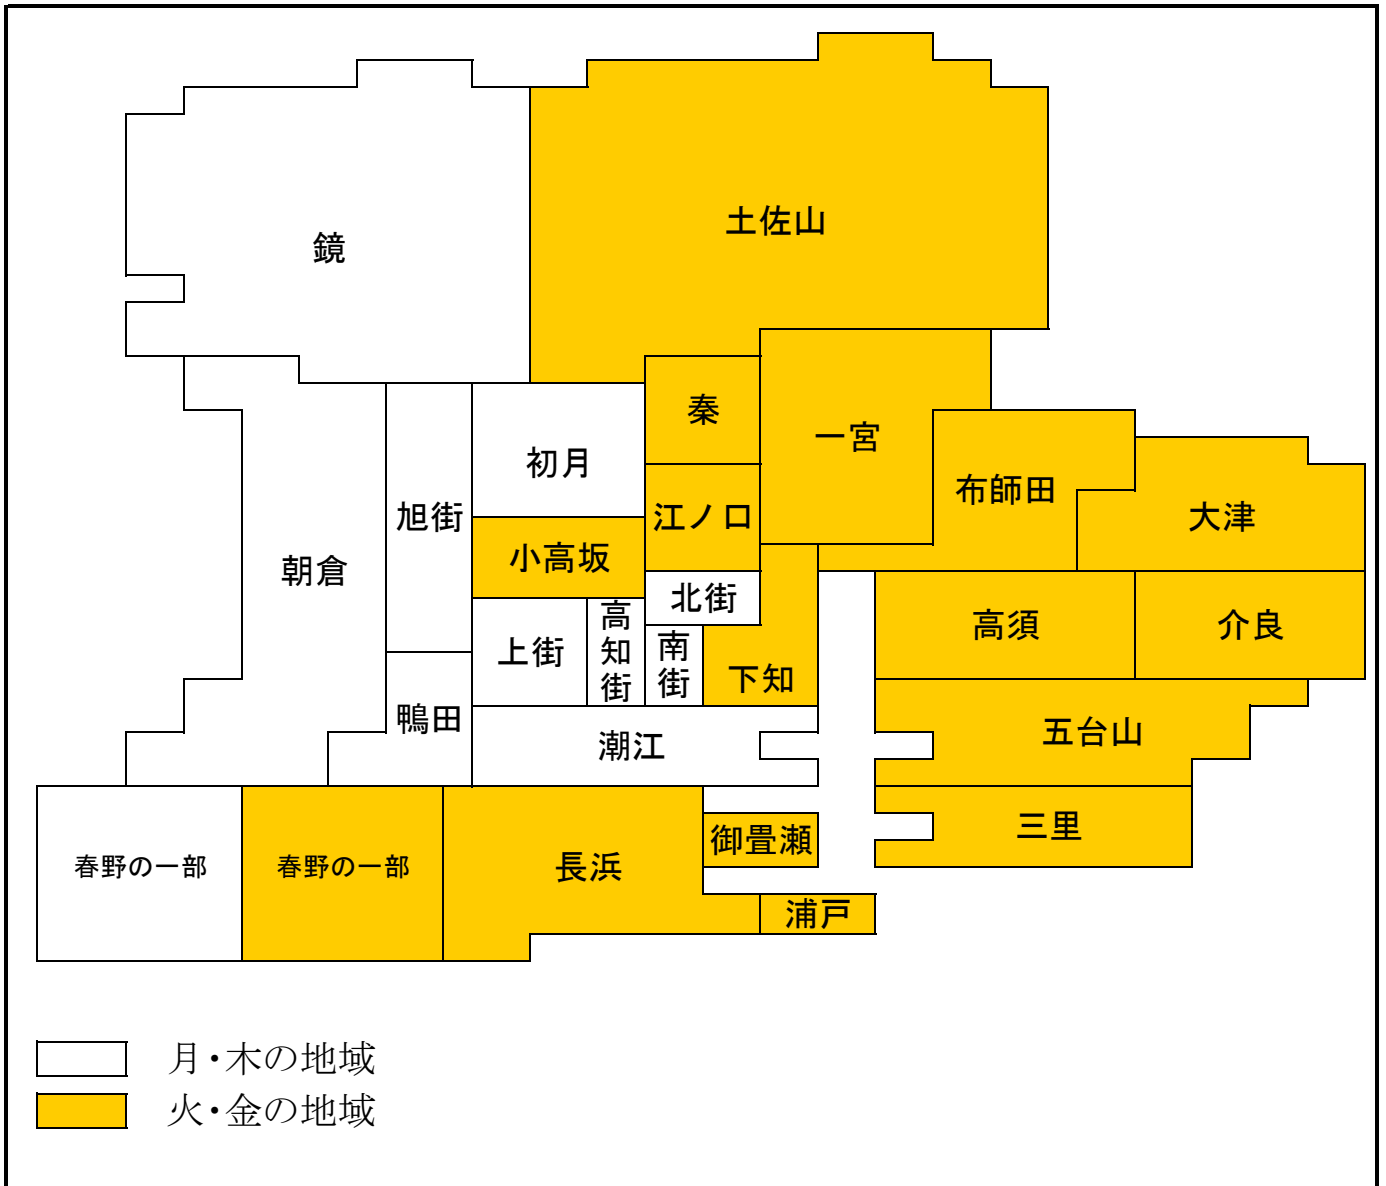 土佐山
鏡
秦
一宮
初月
布師田
旭街
江ノ口
大津
小高坂
朝倉
北街
高知街
高須
介良
上街
南街
下知
鴨田
潮江
五台山
三里
御畳瀬
春野の一部
春野の一部
長浜
浦戸
月・木の地域
火・金の地域